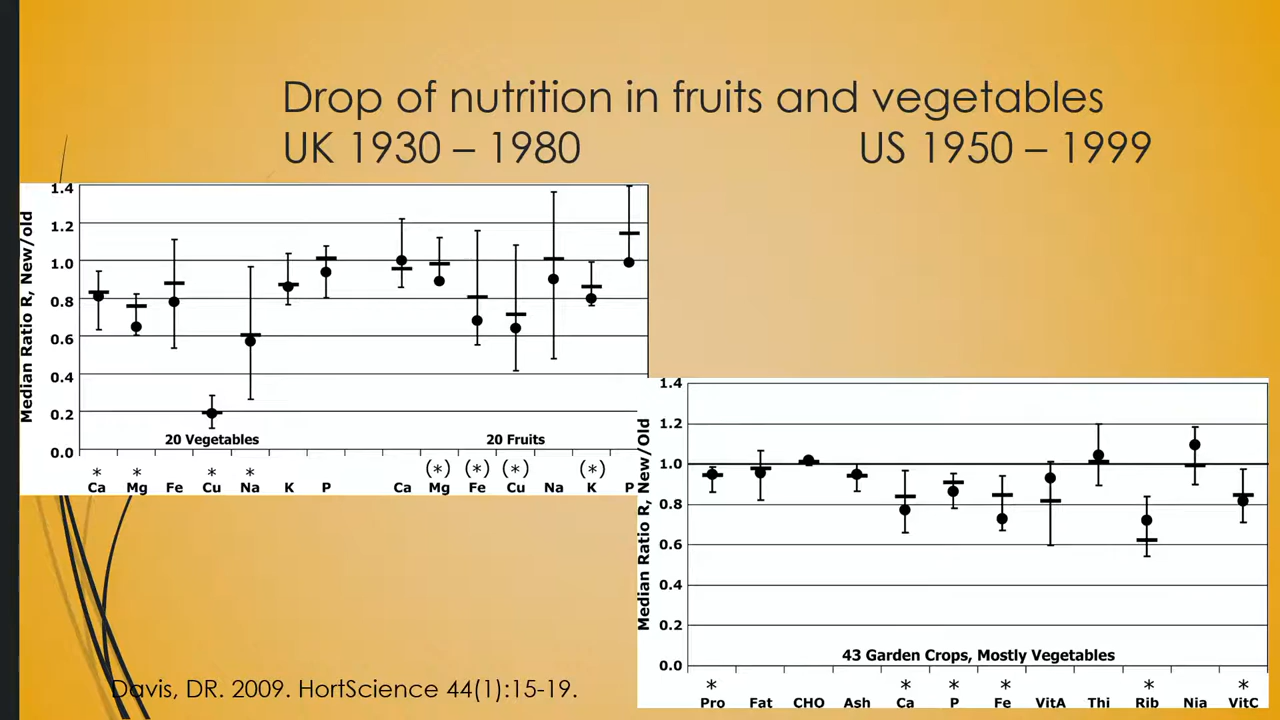 Drop of nutrition in fruits and vegetables
UK 1930 – 1980 US 1950 – 1999
Median Ratio R, New/old
1.4
1.2
1.0
0.8
0.6
0.4
0.2
0.0
20 Vegetables 20 Fruits
* * * * (*) (*) (*) (*)
Ca Mg Fe Cu Na K P Ca Mg Fe Cu Na K P
Median Ratio R, New/Old
1.4
1.2
1.0
0.8
0.6
0.4
0.2
0.0
43 Garden Crops, Mostly Vegetables
* * * * * *
Pro Fat CHO Ash Ca P Fe VitA Thi Rib Nia VitC
Davis, DR. 2009. HortScience 44(1):15-19.